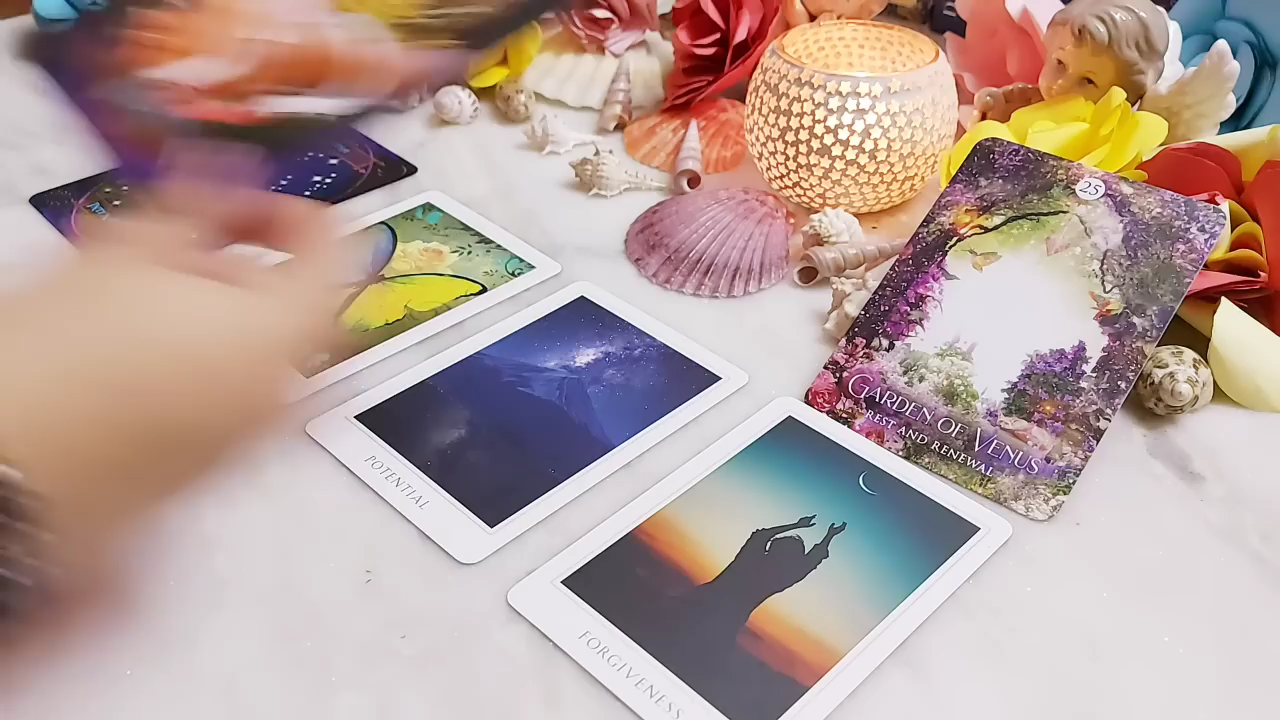 25
GARDEN OF VENUS
REST AND RENEWAL
POTENTIAL
FORGIVENESS